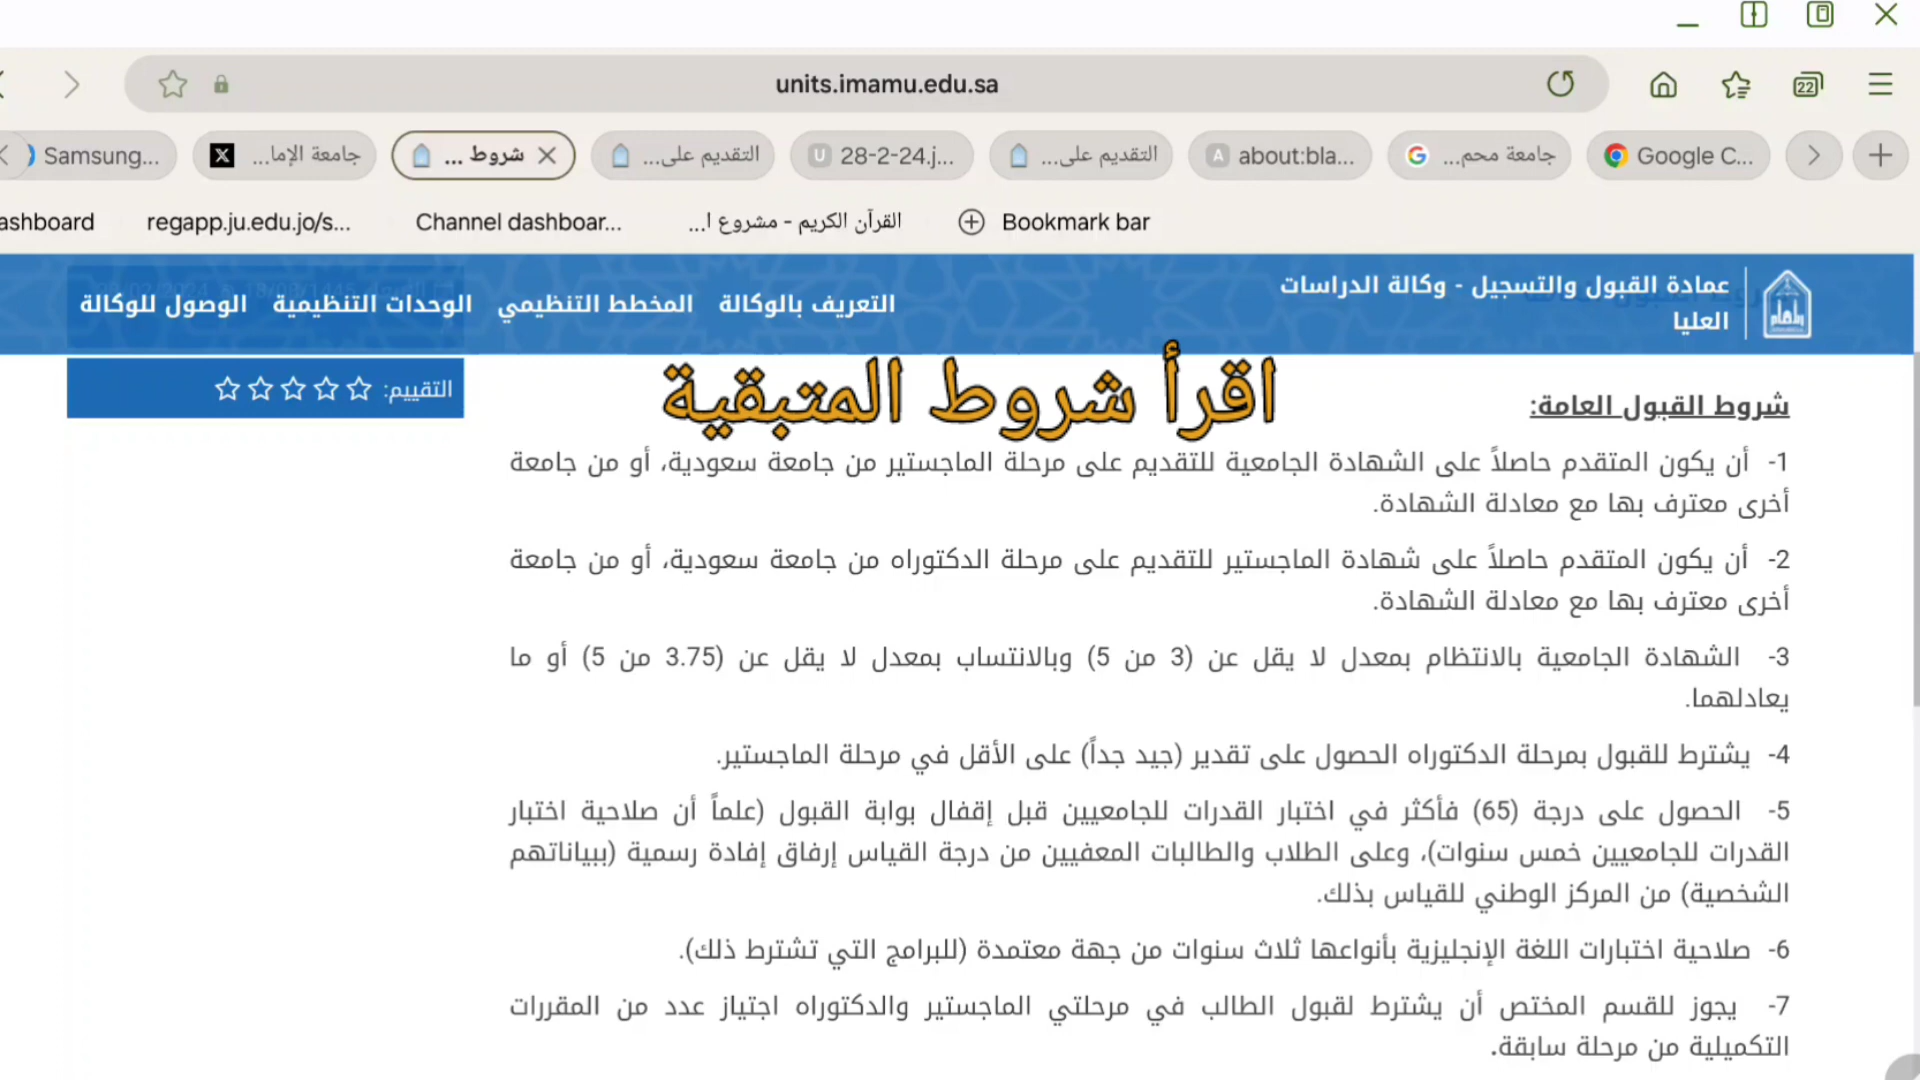 units.imamu.edu.sa
22
Samsung...
جامعة الإما...
شروط ...
التقديم على...
28-2-24.j...
التقديم على...
about:bla...
جامعة محم...
Google C...
ashboard
regapp.ju.edu.jo/s...
Channel dashboar...
القرآن الكريم - مشروع ا...
Bookmark bar
عمادة القبول والتسجيل - وكالة الدراسات
العليا
التعريف بالوكالة
المخطط التنظيمي
الوحدات التنظيمية
الوصول للوكالة
التقييم:
اقرأ شروط المتبقية
شروط القبول العامة:
1- أن يكون المتقدم حاصلاً على الشهادة الجامعية للتقديم على مرحلة الماجستير من جامعة سعودية، أو من جامعة
أخرى معترف بها مع معادلة الشهادة.
2- أن يكون المتقدم حاصلاً على شهادة الماجستير للتقديم على مرحلة الدكتوراه من جامعة سعودية، أو من جامعة
أخرى معترف بها مع معادلة الشهادة.
3- الشهادة الجامعية بالانتظام بمعدل لا يقل عن (3 من 5) وبالانتساب بمعدل لا يقل عن (3.75 من 5) أو ما
يعادلهما.
4- يشترط للقبول بمرحلة الدكتوراه الحصول على تقدير (جيد جداً) على الأقل في مرحلة الماجستير.
5- الحصول على درجة (65) فأكثر في اختبار القدرات للجامعيين قبل إقفال بوابة القبول (علماً أن صلاحية اختبار
القدرات للجامعيين خمس سنوات)، وعلى الطلاب والطالبات المعفيين من درجة القياس إرفاق إفادة رسمية (ببياناتهم
الشخصية) من المركز الوطني للقياس بذلك.
6- صلاحية اختبارات اللغة الإنجليزية بأنواعها ثلاث سنوات من جهة معتمدة (للبرامج التي تشترط ذلك).
7- يجوز للقسم المختص أن يشترط لقبول الطالب في مرحلتي الماجستير والدكتوراه اجتياز عدد من المقررات
التكميلية من مرحلة سابقة.